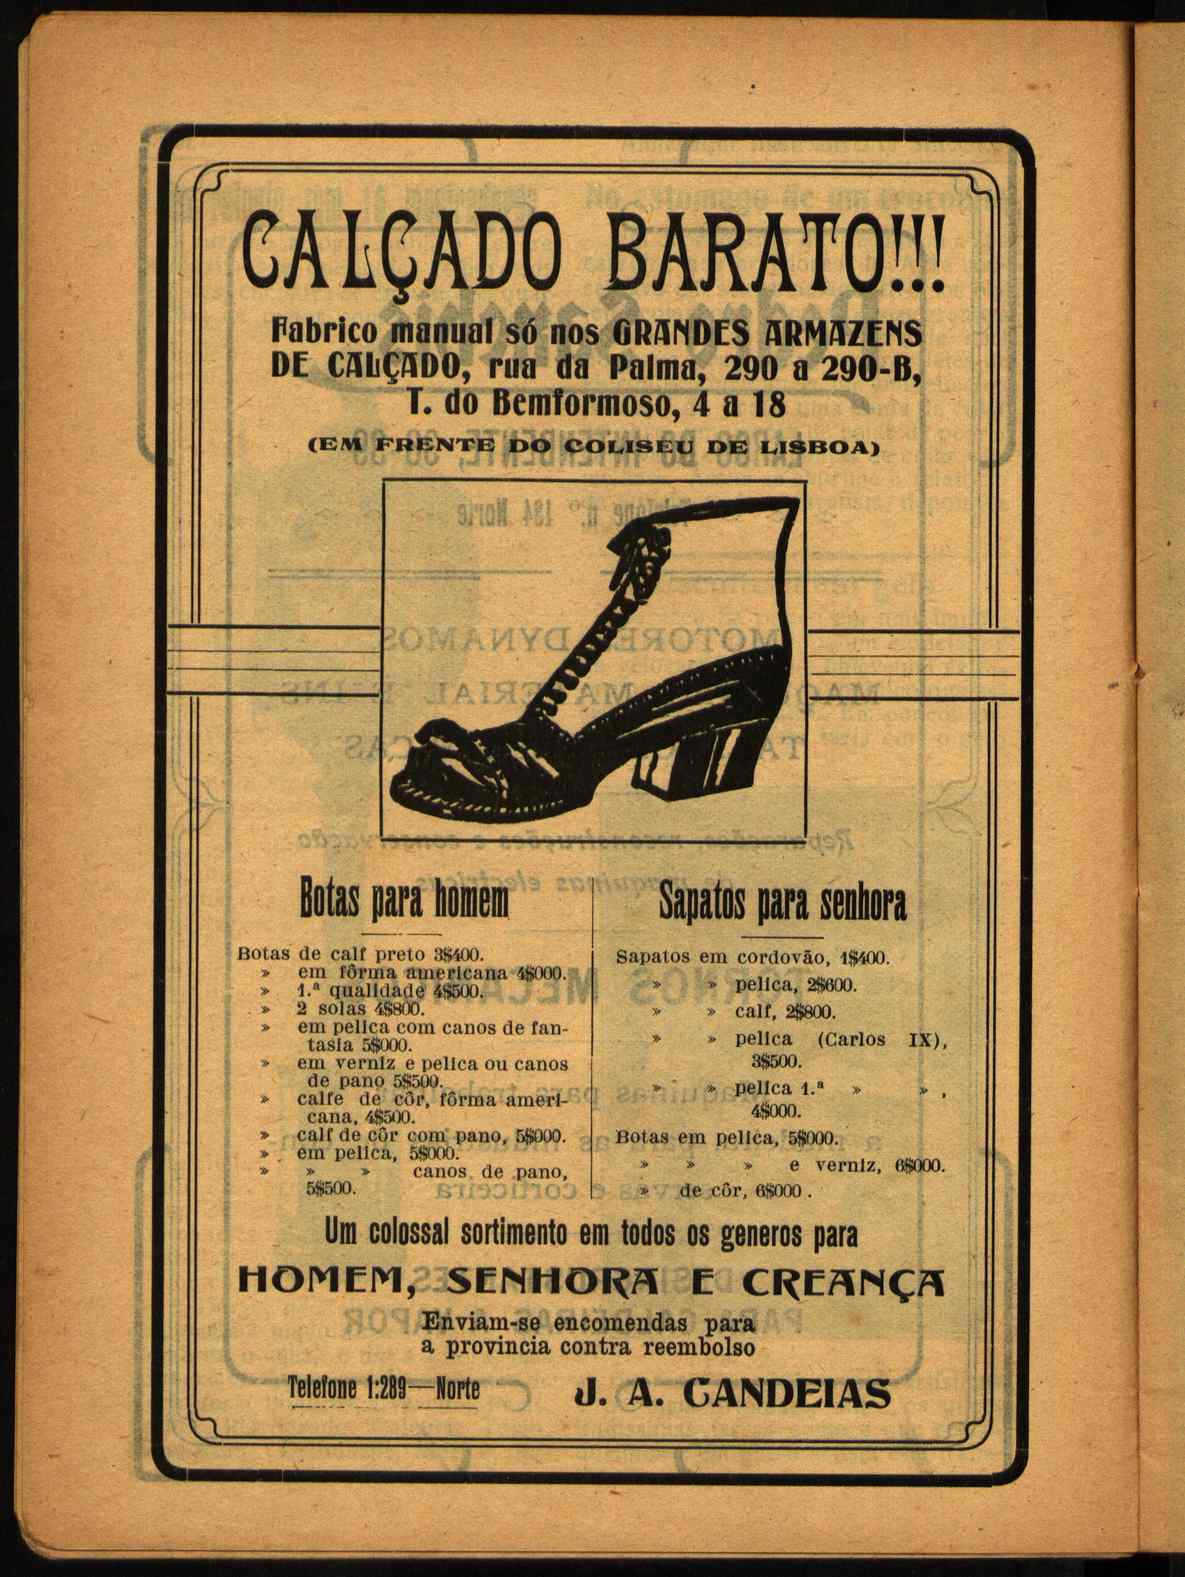 CALÇADO BARATO!!!
Fabrico manual só nos GRANDES ARMAZENS
DE CALÇADO, rua da Palma, 290 a 290-B,
T. do Bemformoso, 4 a 18
(EM FRENTE DO COLISEU DE LISBOA)
Botas para homem
Botas de calf preto 3$400.
» em fôrma americana 4$000.
» 1.ª qualidade 4$500.
» 2 solas 4$800.
» em pelica com canos de fan-
tasia 5$000.
» em verniz e pelica ou canos
de pano 5$500.
» calfe de côr, fôrma ameri-
cana, 4$500.
» calf de côr com pano, 5$000.
» em pelica, 5$000.
» » » canos de pano,
5$500.
Sapatos para senhora
Sapatos em cordovão, 1$400.
» » pelica, 2$600.
» » calf, 2$800.
» » pelica (Carlos IX),
3$500.
» » pelica 1.ª » » ,
4$000.
Botas em pelica, 5$000.
» » » e verniz, 6$000.
» de côr, 6$000.
Um colossal sortimento em todos os generos para
HOMEM, SENHORA E CREANÇA
Enviam-se encomendas para
a provincia contra reembolso
Telefone 1:289—Norte
J. A. CANDEIAS